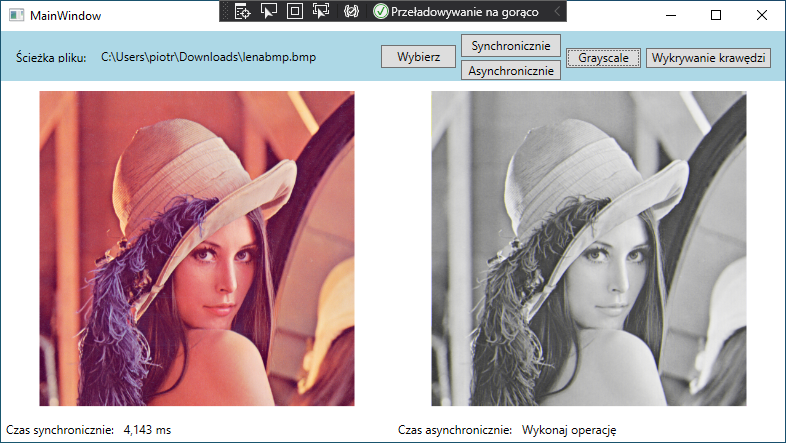 MainWindow
Przeładowywanie na gorąco
Ścieżka pliku:
C:\Users\piotr\Downloads\lenabmp.bmp
Wybierz
Synchronicznie
Asynchronicznie
Grayscale
Wykrywanie krawędzi
Czas synchronicznie: 4,143 ms
Czas asynchronicznie: Wykonaj operację